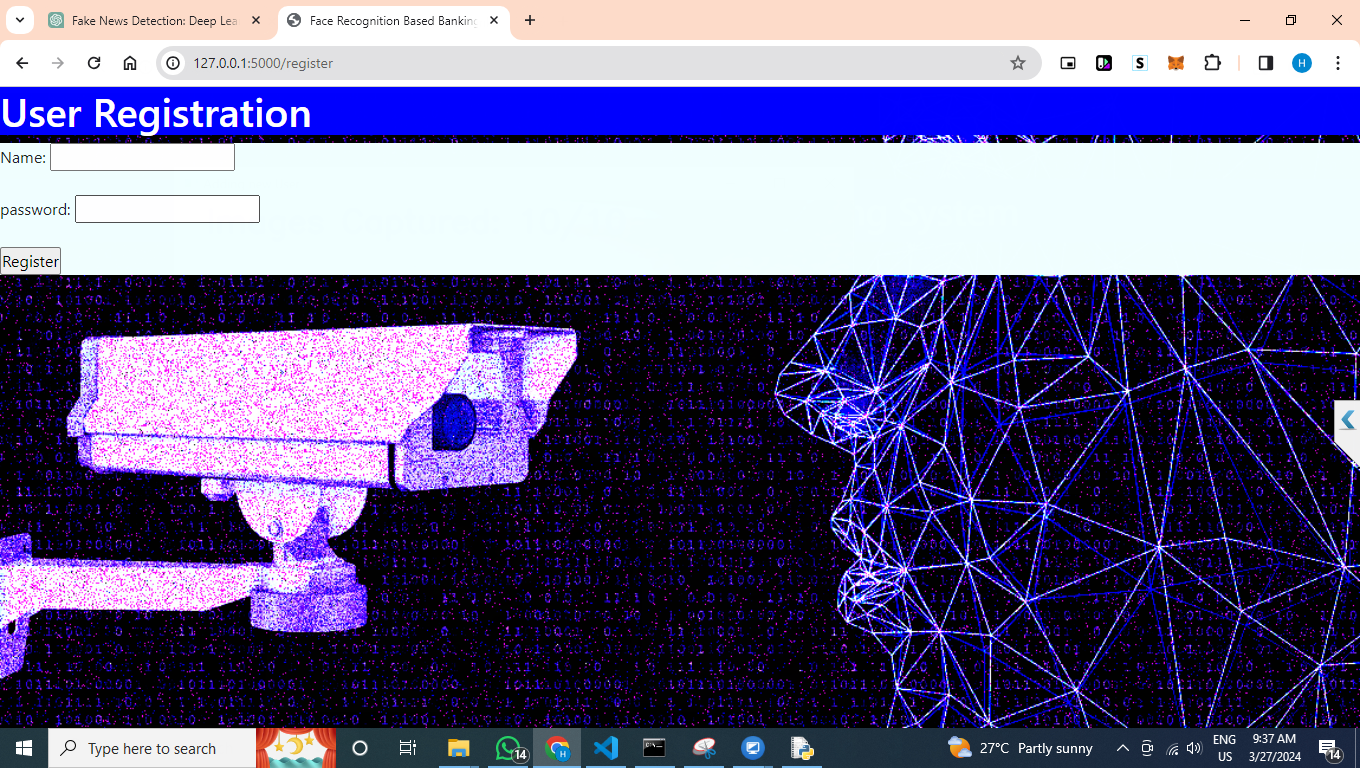 Fake News Detection: Deep Lea
Face Recognition Based Banking
127.0.0.1:5000/register
S
H
User Registration
Name:
password:
Register
Type here to search
14
27°C Partly sunny
ENG
US
9:37 AM
3/27/2024
14